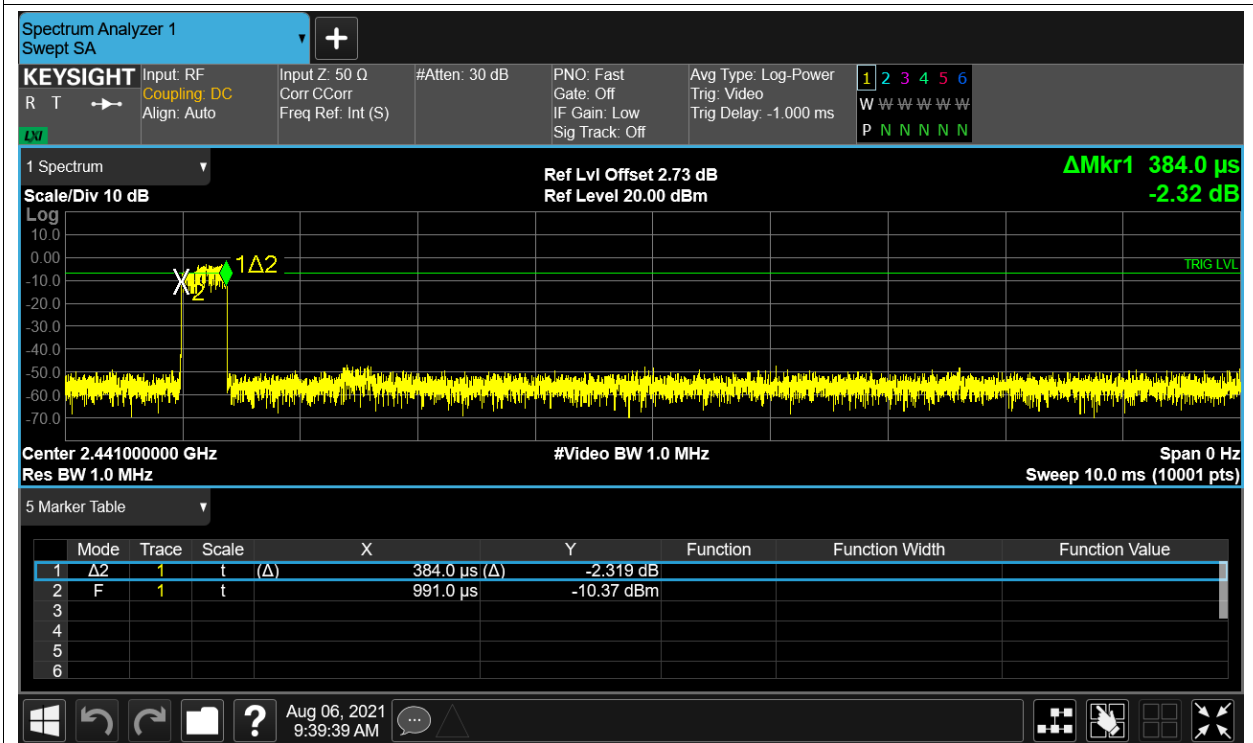 Spectrum Analyzer 1
Swept SA
KEYSIGHT
R T
LXI
Input: RF
Coupling: DC
Align: Auto
Input Z: 50 Ω
Corr CCorr
Freq Ref: Int (S)
#Atten: 30 dB
PNO: Fast
Gate: Off
IF Gain: Low
Sig Track: Off
Avg Type: Log-Power
Trig: Video
Trig Delay: -1.000 ms
1 2 3 4 5 6
W W W W W W
P N N N N N
1 Spectrum
Scale/Div 10 dB
Ref Lvl Offset 2.73 dB
Ref Level 20.00 dBm
ΔMkr1 384.0 µs
-2.32 dB
Log
10.0
0.00
-10.0
-20.0
-30.0
-40.0
-50.0
-60.0
-70.0
1Δ2
2
TRIG LVL
Center 2.441000000 GHz
Res BW 1.0 MHz
#Video BW 1.0 MHz
Span 0 Hz
Sweep 10.0 ms (10001 pts)
5 Marker Table
Mode Trace Scale X Y Function Function Width Function Value
1 Δ2 1 t (Δ) 384.0 µs (Δ) -2.319 dB
2 F 1 t 991.0 µs -10.37 dBm
3
4
5
6
?
Aug 06, 2021
9:39:39 AM